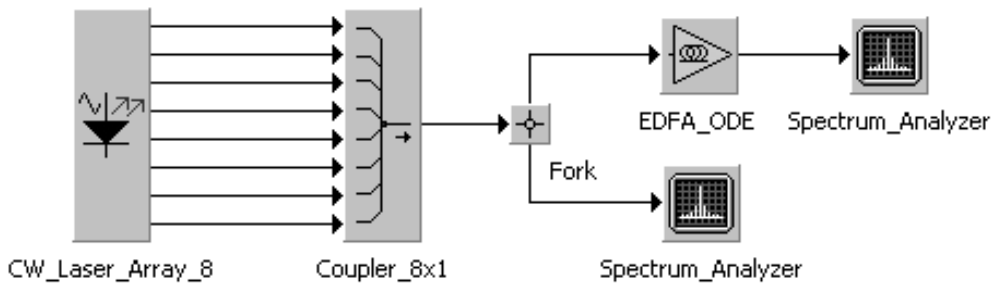 EDFA_ODE
Spectrum_Analyzer
Fork
CW_Laser_Array_8
Coupler_8x1
Spectrum_Analyzer